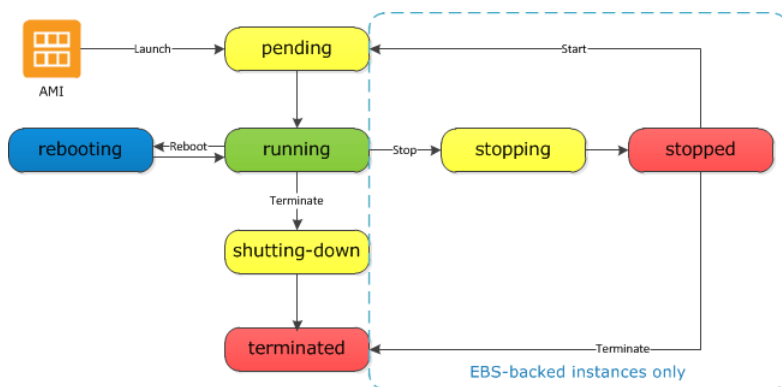 pending
Launch
Start
AMI
rebooting
Reboot
running
Stop
stopping
stopped
Terminate
shutting-down
terminated
Terminate
EBS-backed instances only